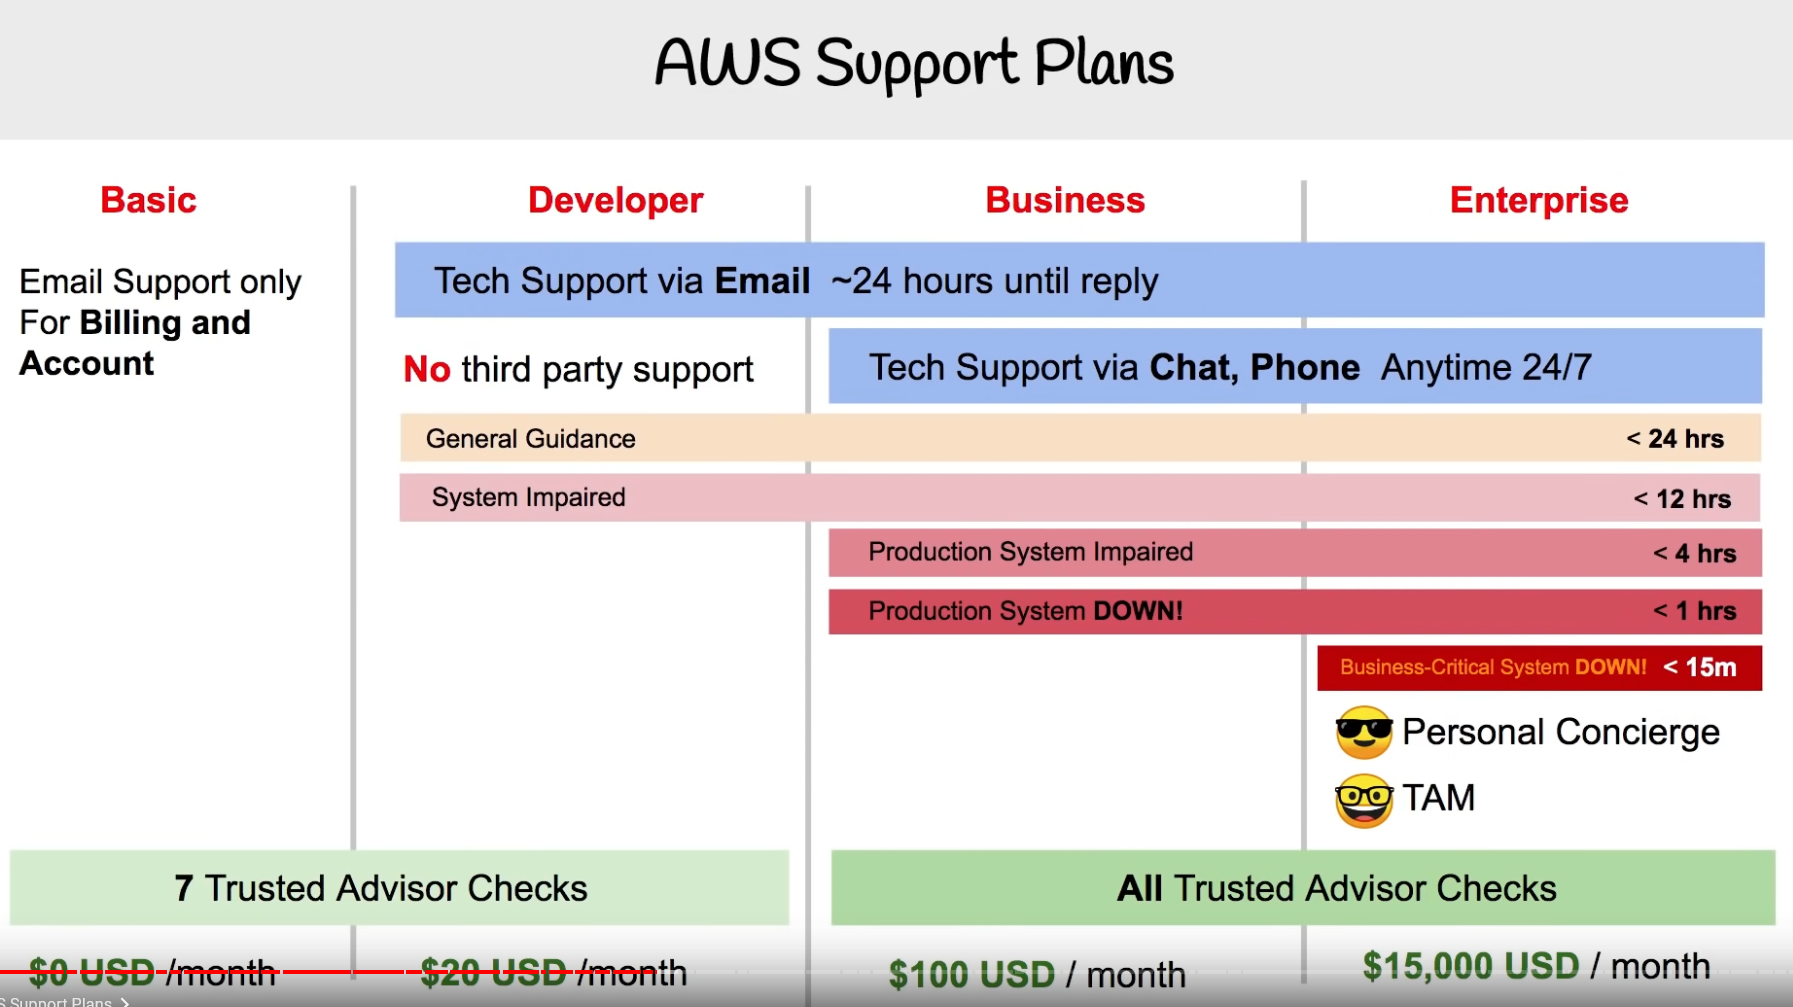 AWS Support Plans
Basic
Developer
Business
Enterprise
Email Support only
For Billing and
Account
Tech Support via Email ~24 hours until reply
No third party support
Tech Support via Chat, Phone Anytime 24/7
General Guidance < 24 hrs
System Impaired < 12 hrs
Production System Impaired < 4 hrs
Production System DOWN! < 1 hrs
Business-Critical System DOWN! < 15m
Personal Concierge
TAM
7 Trusted Advisor Checks
All Trusted Advisor Checks
$0 USD /month
$20 USD /month
$100 USD / month
$15,000 USD / month
S Support Plans